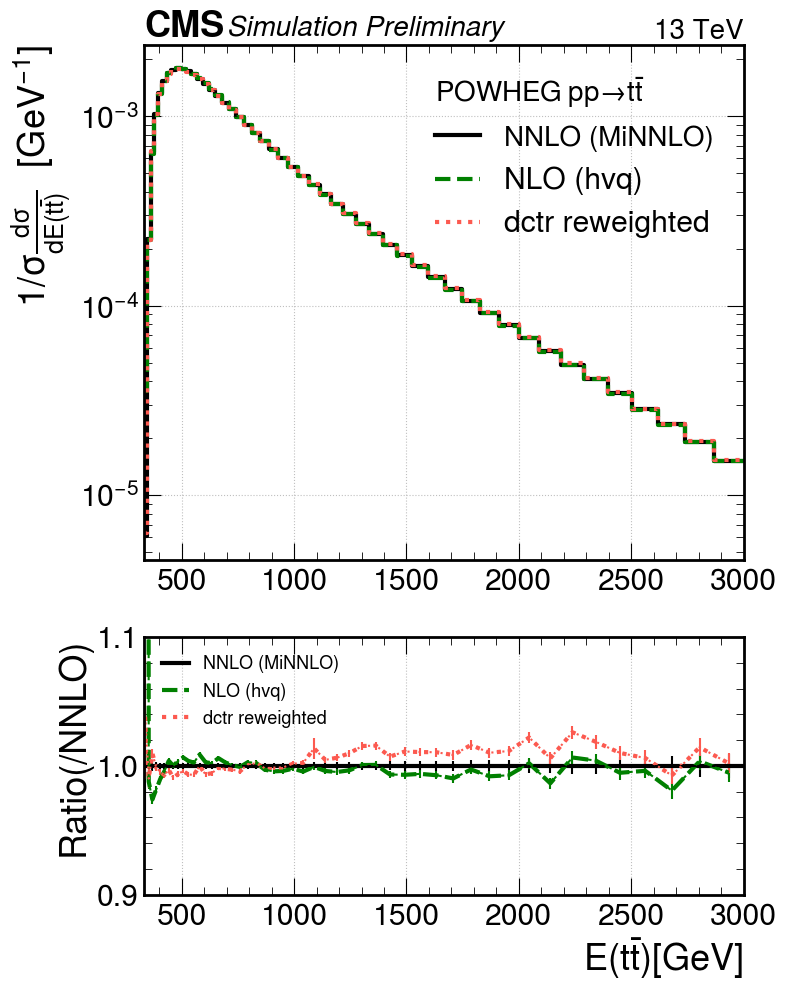 CMS Simulation Preliminary 13 TeV
1/σ dσ/dE(tt̄) [GeV⁻¹]
POWHEG pp→tt̄
NNLO (MiNNLO)
NLO (hvq)
dctr reweighted
10⁻³
10⁻⁴
10⁻⁵
500 1000 1500 2000 2500 3000
Ratio(/NNLO)
NNLO (MiNNLO)
NLO (hvq)
dctr reweighted
1.1
1.0
0.9
500 1000 1500 2000 2500 3000
E(tt̄)[GeV]